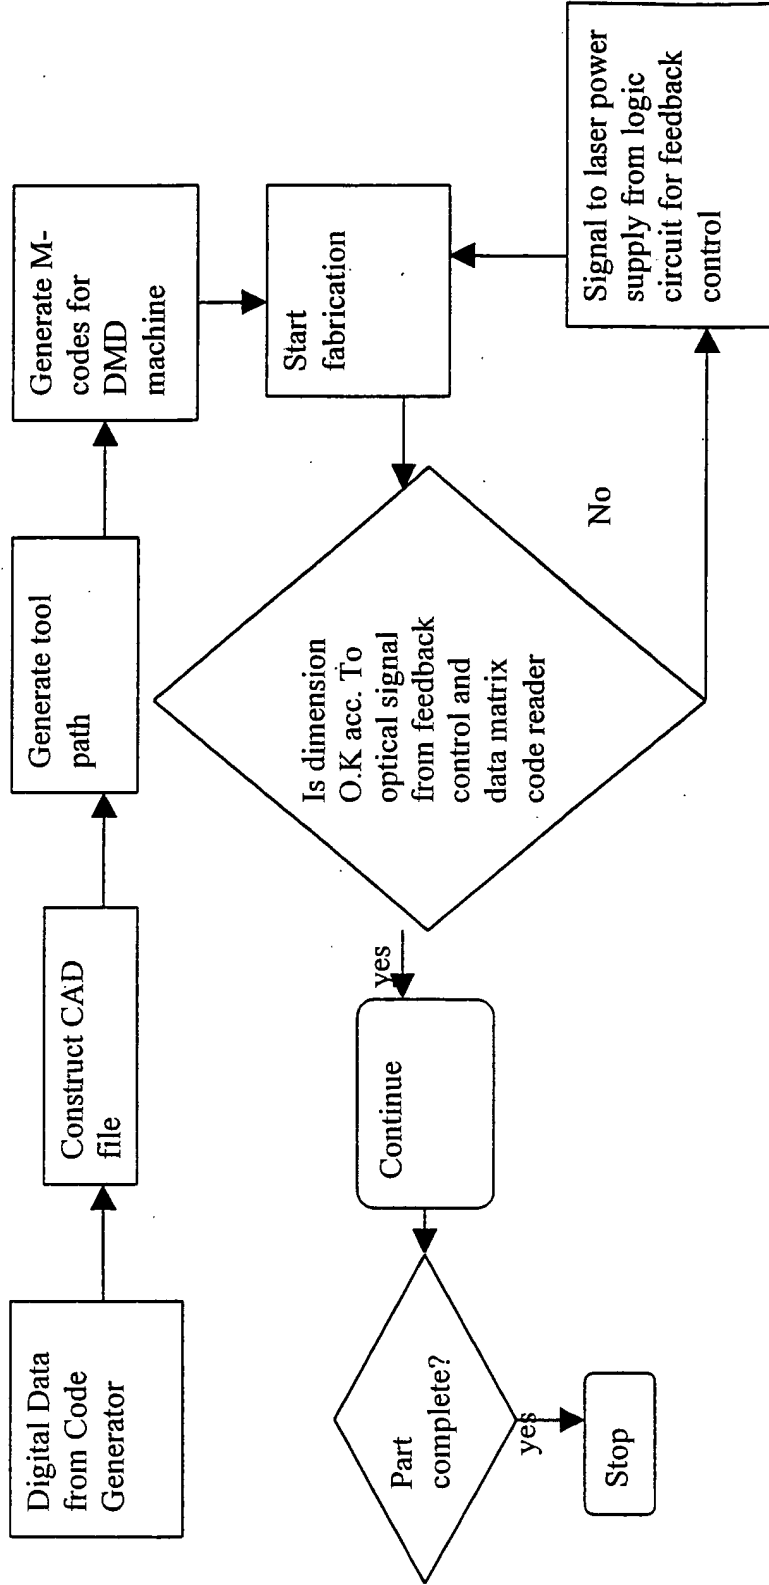 Digital Data
from Code
Generator
Construct CAD
file
Generate tool
path
Generate M-
codes for
DMD
machine
Start
fabrication
Is dimension
O.K acc. To
optical signal
from feedback
control and
data matrix
code reader
No
Signal to laser power
supply from logic
circuit for feedback
control
yes
Continue
Part
complete?
yes
Stop